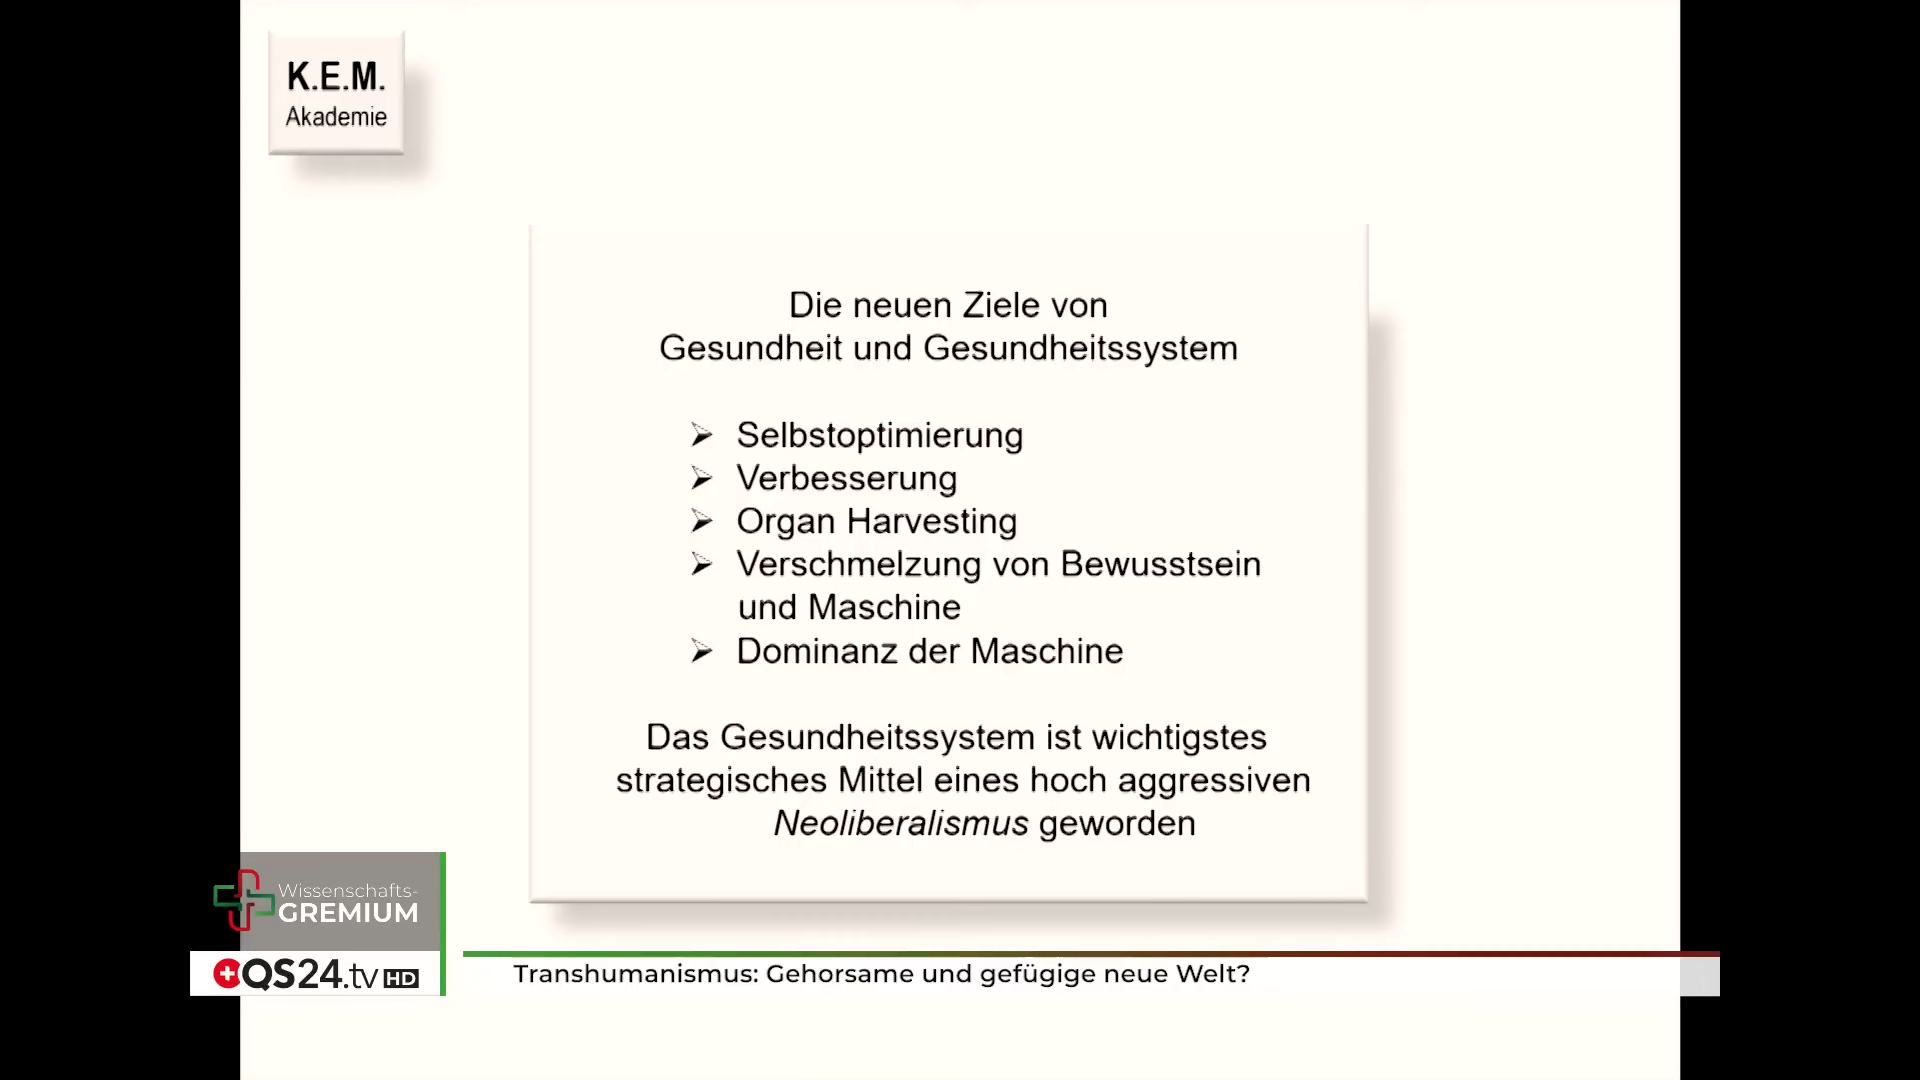 K.E.M.
Akademie
Die neuen Ziele von
Gesundheit und Gesundheitssystem
➢ Selbstoptimierung
➢ Verbesserung
➢ Organ Harvesting
➢ Verschmelzung von Bewusstsein
und Maschine
➢ Dominanz der Maschine
Das Gesundheitssystem ist wichtigstes
strategisches Mittel eines hoch aggressiven
Neoliberalismus geworden
Wissenschafts-
GREMIUM
QS24.tv HD
Transhumanismus: Gehorsame und gefügige neue Welt?